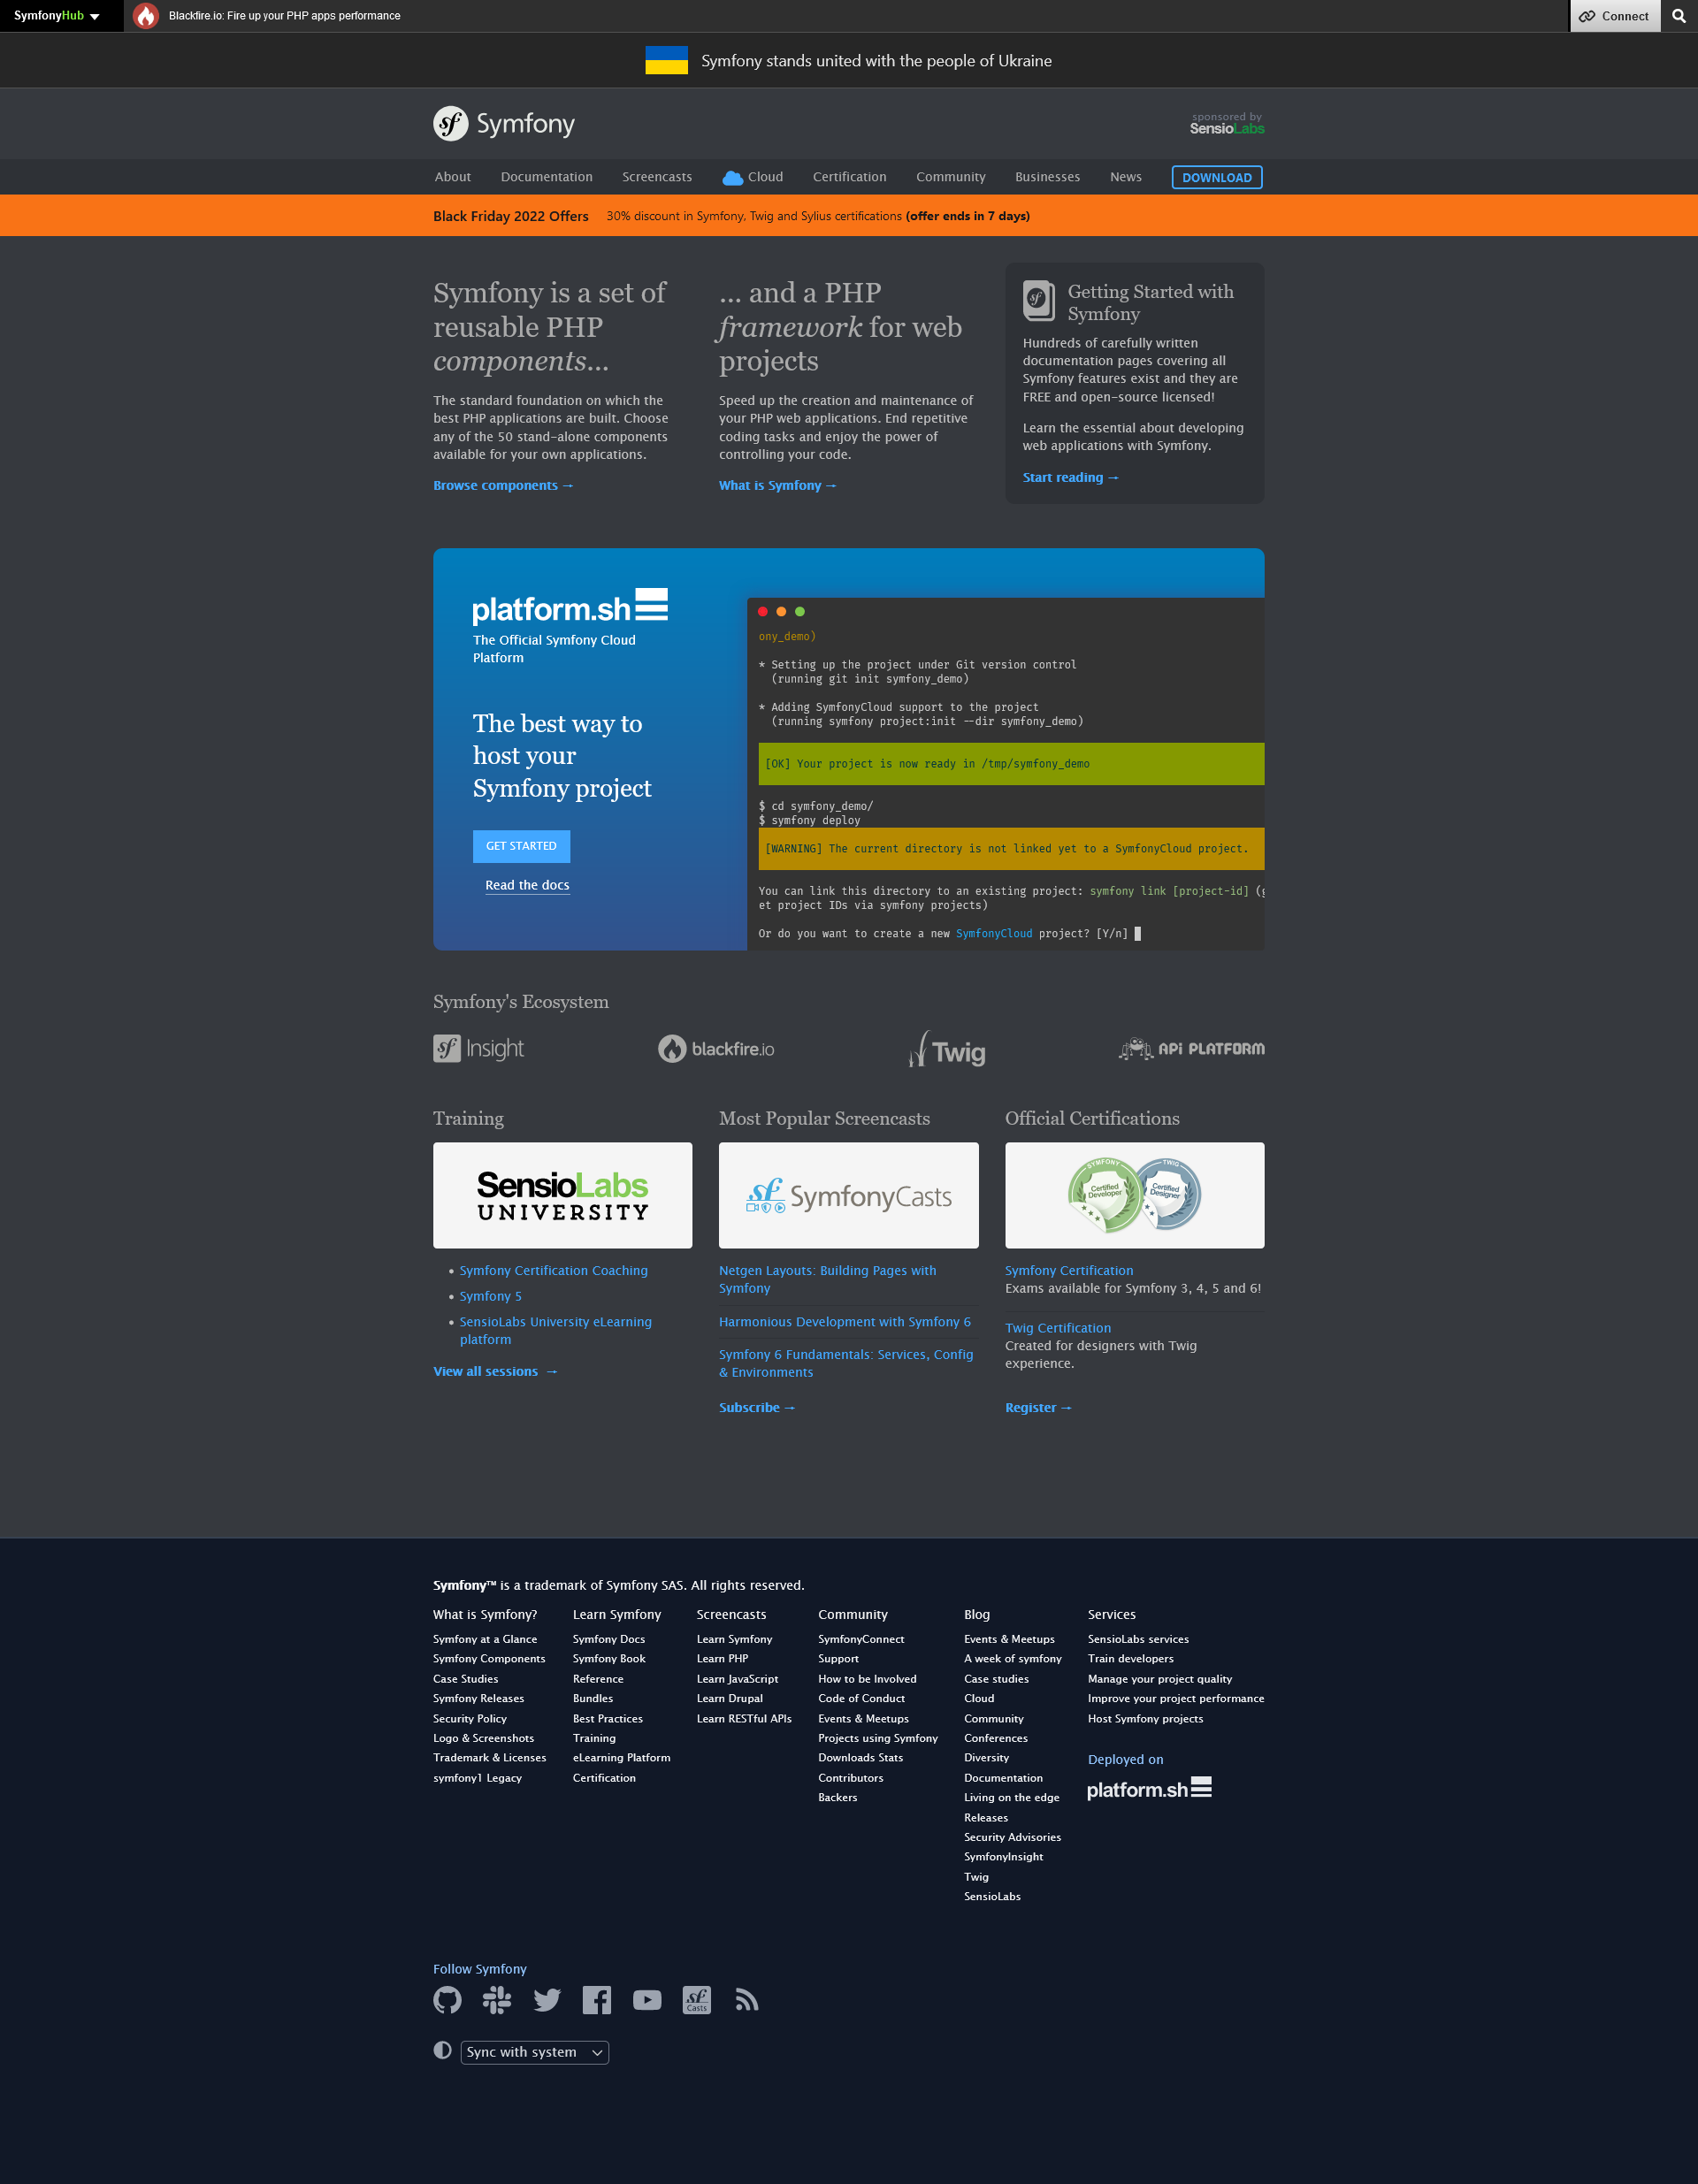 SymfonyHub
Blackfire.io: Fire up your PHP apps performance
Connect
Symfony stands united with the people of Ukraine
sf Symfony
sponsored by
SensioLabs
About Documentation Screencasts Cloud Certification Community Businesses News DOWNLOAD
Black Friday 2022 Offers 30% discount in Symfony, Twig and Sylius certifications (offer ends in 7 days)
Symfony is a set of
reusable PHP
components...
The standard foundation on which the
best PHP applications are built. Choose
any of the 50 stand-alone components
available for your own applications.
Browse components →
... and a PHP
framework for web
projects
Speed up the creation and maintenance of
your PHP web applications. End repetitive
coding tasks and enjoy the power of
controlling your code.
What is Symfony →
sf
Getting Started with
Symfony
Hundreds of carefully written
documentation pages covering all
Symfony features exist and they are
FREE and open-source licensed!
Learn the essential about developing
web applications with Symfony.
Start reading →
platform.sh
The Official Symfony Cloud
Platform
The best way to
host your
Symfony project
GET STARTED
Read the docs
ony_demo)
* Setting up the project under Git version control
(running git init symfony_demo)
* Adding SymfonyCloud support to the project
(running symfony project:init --dir symfony_demo)
[OK] Your project is now ready in /tmp/symfony_demo
$ cd symfony_demo/
$ symfony deploy
[WARNING] The current directory is not linked yet to a SymfonyCloud project.
You can link this directory to an existing project: symfony link [project-id] (g
et project IDs via symfony projects)
Or do you want to create a new SymfonyCloud project? [Y/n]
Symfony's Ecosystem
sf Insight
blackfire.io
Twig
API PLATFORM
Training
SensioLabs
UNIVERSITY
• Symfony Certification Coaching
• Symfony 5
• SensioLabs University eLearning
platform
View all sessions →
Most Popular Screencasts
sf SymfonyCasts
Netgen Layouts: Building Pages with
Symfony
Harmonious Development with Symfony 6
Symfony 6 Fundamentals: Services, Config
& Environments
Subscribe →
Official Certifications
SYMFONY
Certified
Developer
TWIG
Certified
Designer
Symfony Certification
Exams available for Symfony 3, 4, 5 and 6!
Twig Certification
Created for designers with Twig
experience.
Register →
Symfony™ is a trademark of Symfony SAS. All rights reserved.
What is Symfony?
Symfony at a Glance
Symfony Components
Case Studies
Symfony Releases
Security Policy
Logo & Screenshots
Trademark & Licenses
symfony1 Legacy
Learn Symfony
Symfony Docs
Symfony Book
Reference
Bundles
Best Practices
Training
eLearning Platform
Certification
Screencasts
Learn Symfony
Learn PHP
Learn JavaScript
Learn Drupal
Learn RESTful APIs
Community
SymfonyConnect
Support
How to be Involved
Code of Conduct
Events & Meetups
Projects using Symfony
Downloads Stats
Contributors
Backers
Blog
Events & Meetups
A week of symfony
Case studies
Cloud
Community
Conferences
Diversity
Documentation
Living on the edge
Releases
Security Advisories
SymfonyInsight
Twig
SensioLabs
Services
SensioLabs services
Train developers
Manage your project quality
Improve your project performance
Host Symfony projects
Deployed on
platform.sh
Follow Symfony
sf
Casts
Sync with system